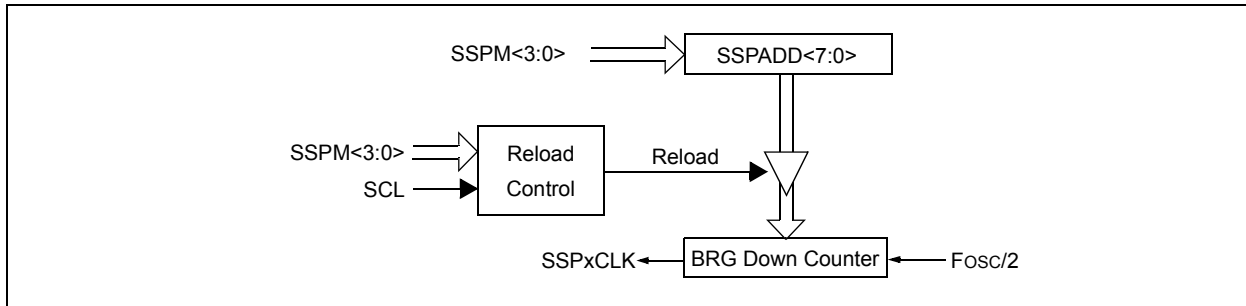 SSPM<3:0>
SSPADD<7:0>
SSPM<3:0>
SCL
Reload
Control
Reload
SSPxCLK
BRG Down Counter
FOSC/2